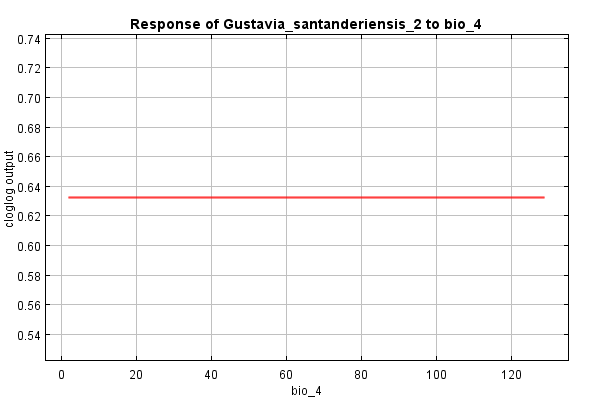 Response of Gustavia_santanderiensis_2 to bio_4
0.74
0.72
0.70
0.68
0.66
0.64
0.62
0.60
0.58
0.56
0.54
cloglog output
0 20 40 60 80 100 120
bio_4